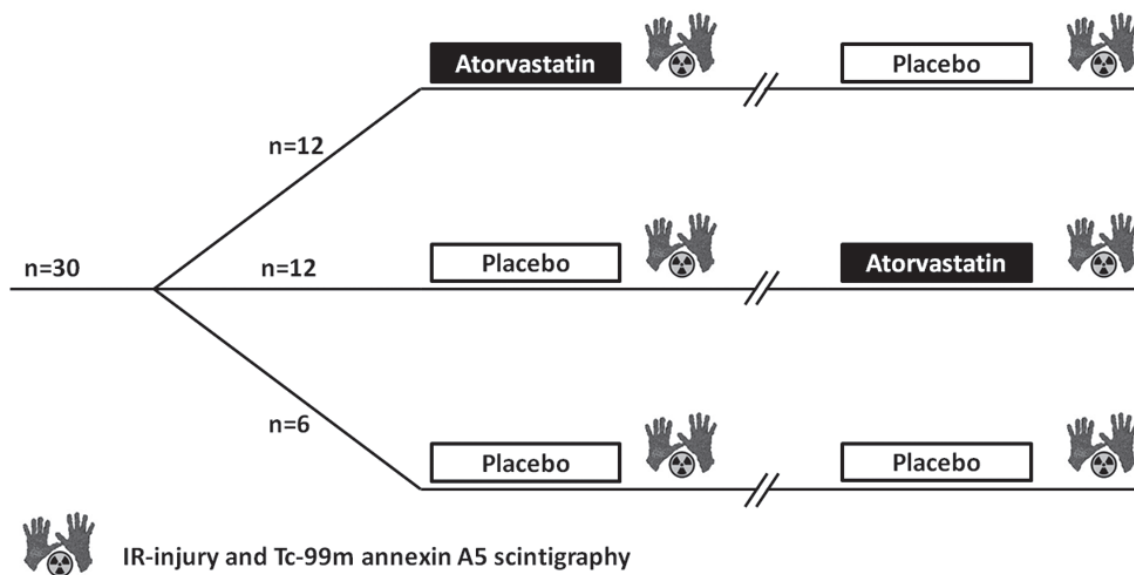 Atorvastatin
Placebo
n=12
Placebo
Atorvastatin
n=30
n=12
n=6
Placebo
Placebo
IR-injury and Tc-99m annexin A5 scintigraphy